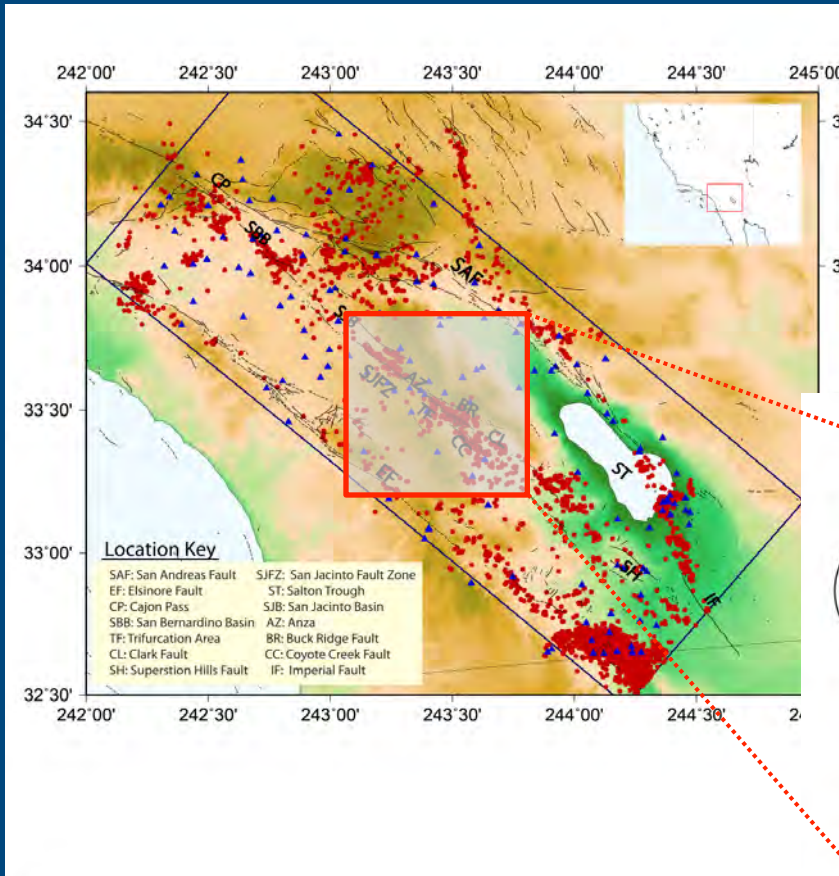 242°00' 242°30' 243°00' 243°30' 244°00' 244°30' 245°00'
34°30'
34°00'
33°30'
33°00'
32°30'
CP
SBB
SAF
SJB
SJFZ
AZ
TF
BR
CL
CC
EF
ST
SH
IF
Location Key
SAF: San Andreas Fault SJFZ: San Jacinto Fault Zone
EF: Elsinore Fault ST: Salton Trough
CP: Cajon Pass SJB: San Jacinto Basin
SBB: San Bernardino Basin AZ: Anza
TF: Trifurcation Area BR: Buck Ridge Fault
CL: Clark Fault CC: Coyote Creek Fault
SH: Superstion Hills Fault IF: Imperial Fault
242°00' 242°30' 243°00' 243°30' 244°00' 244°30'